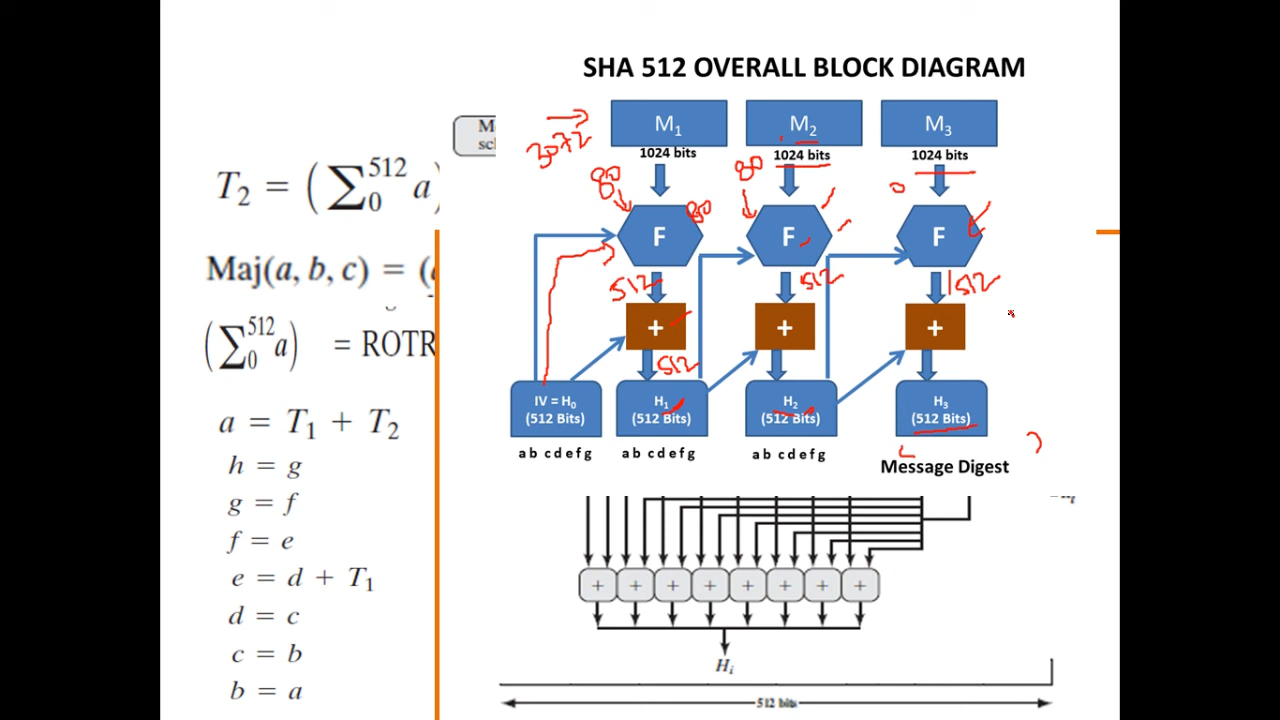 SHA 512 OVERALL BLOCK DIAGRAM
M1 M2 M3
1024 bits 1024 bits 1024 bits
3072
80 80 80
F F F
512 512 512
+ + +
512
IV = H0 H1 H2 H3
(512 Bits) (512 Bits) (512 Bits) (512 Bits)
a b c d e f g a b c d e f g a b c d e f g
Message Digest
T₂ = (∑₀⁵¹² a)
Maj(a, b, c) = (
(∑₀⁵¹² a) = ROTR
a = T₁ + T₂
h = g
g = f
f = e
e = d + T₁
d = c
c = b
b = a
+ + + + + + + +
Hi
512 bits